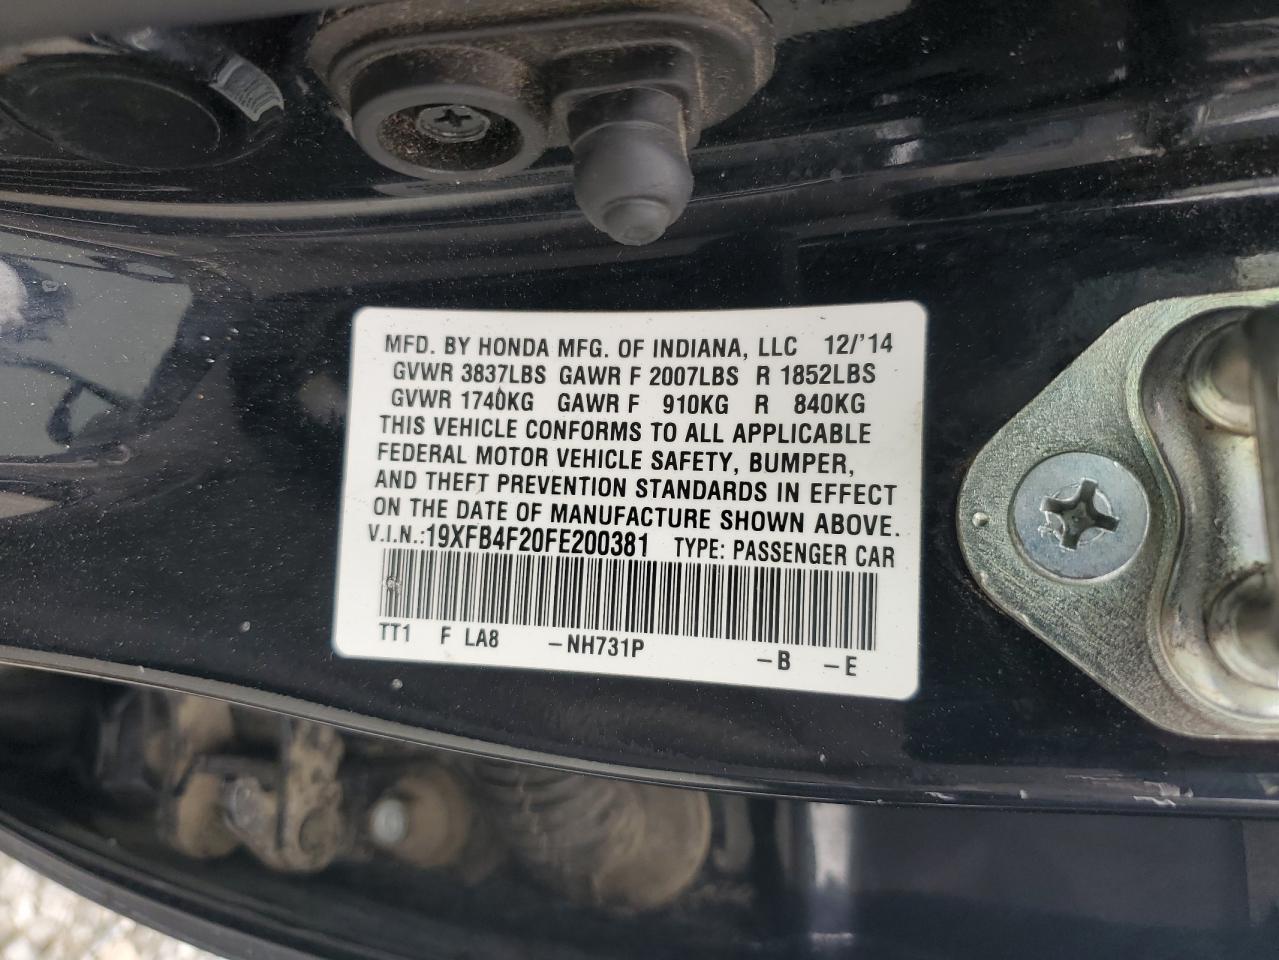 MFD. BY HONDA MFG. OF INDIANA, LLC 12/'14
GVWR 3837LBS GAWR F 2007LBS R 1852LBS
GVWR 1740KG GAWR F 910KG R 840KG
THIS VEHICLE CONFORMS TO ALL APPLICABLE
FEDERAL MOTOR VEHICLE SAFETY, BUMPER,
AND THEFT PREVENTION STANDARDS IN EFFECT
ON THE DATE OF MANUFACTURE SHOWN ABOVE.
V.I.N.:19XFB4F20FE200381 TYPE: PASSENGER CAR
TT1 F LA8 -NH731P -B -E